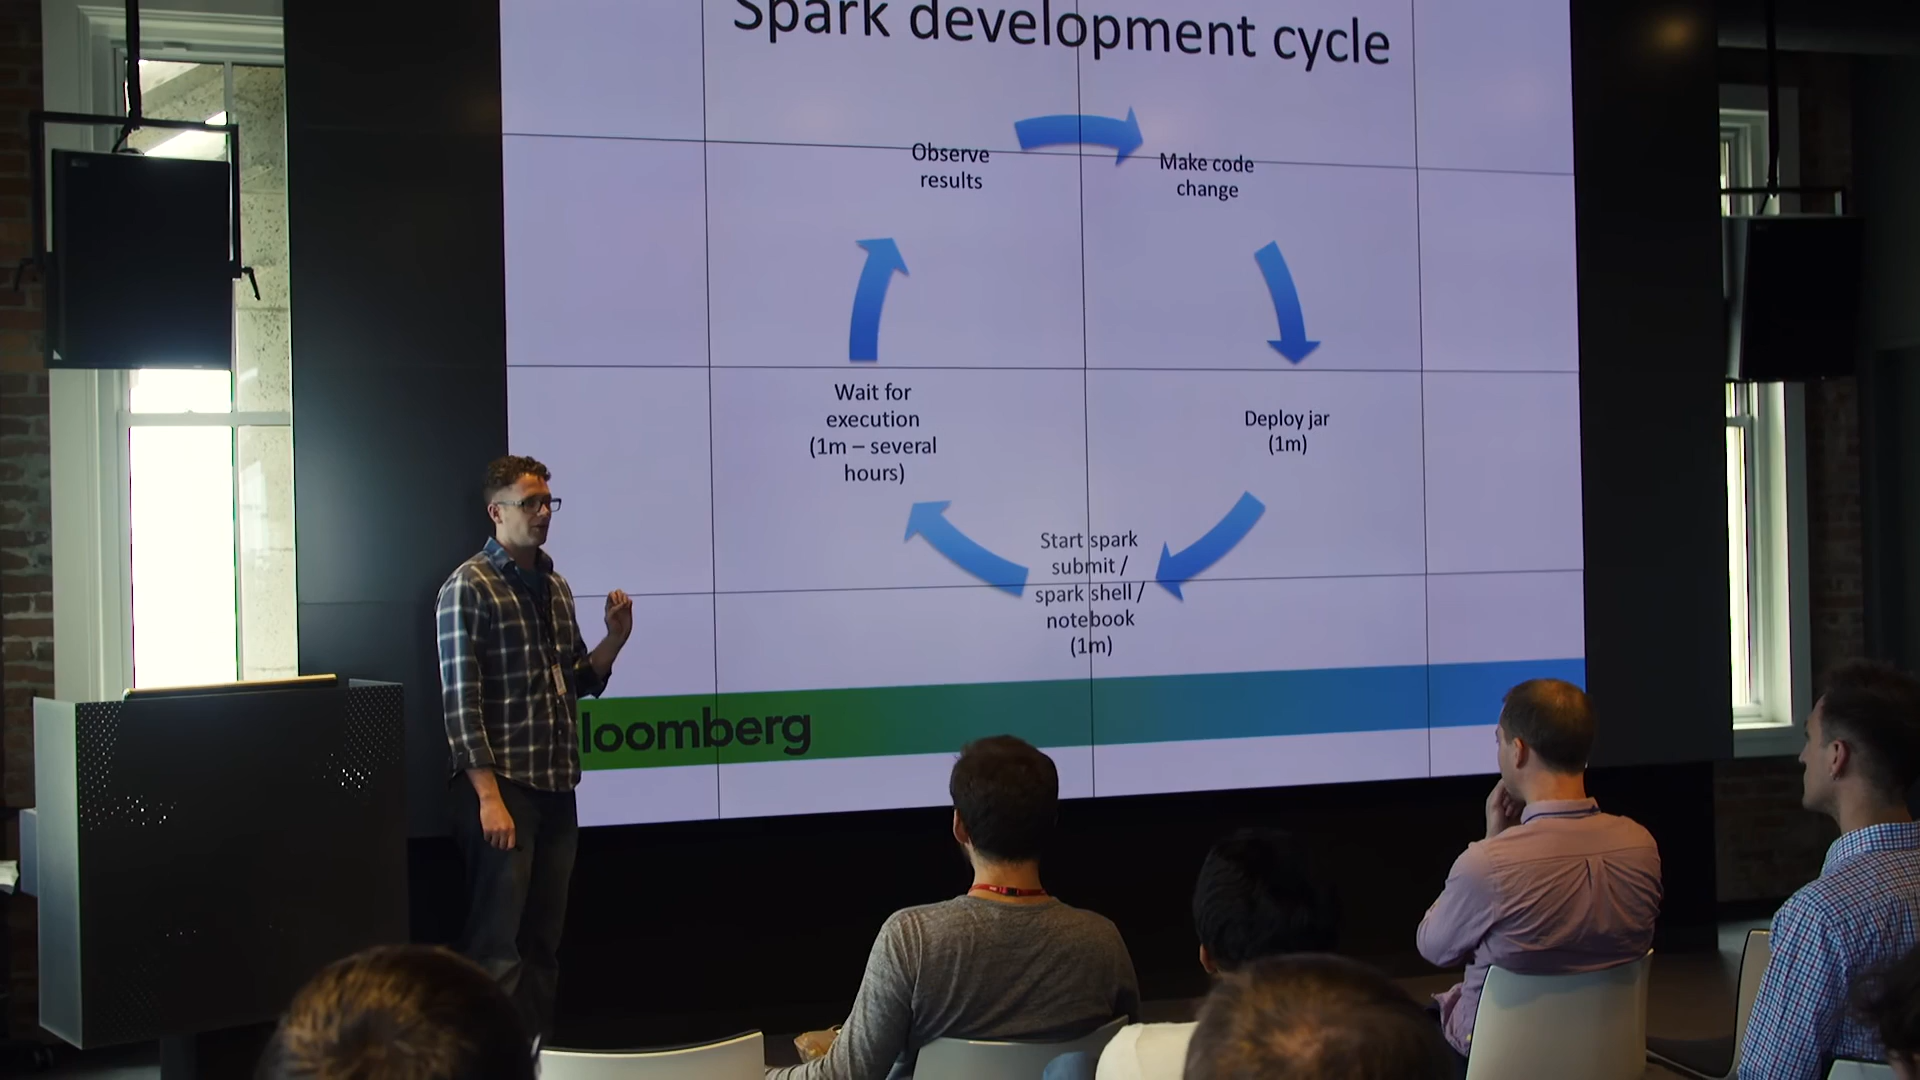 Spark development cycle
Observe
results
Make code
change
Deploy jar
(1m)
Start spark
submit /
spark shell /
notebook
(1m)
Wait for
execution
(1m – several
hours)
loomberg